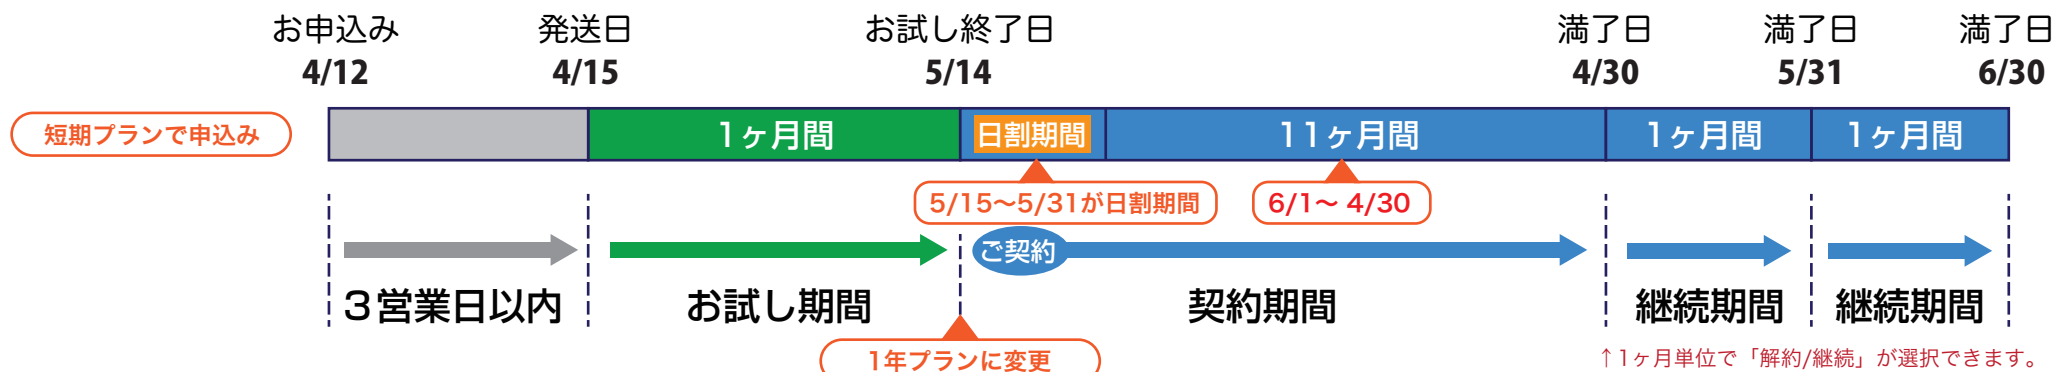 お申込み
4/12
発送日
4/15
お試し終了日
5/14
満了日
4/30
満了日
5/31
満了日
6/30
短期プランで申込み
1ヶ月間
日割期間
11ヶ月間
1ヶ月間
1ヶ月間
5/15〜5/31が日割期間
6/1〜 4/30
ご契約
3営業日以内
お試し期間
契約期間
継続期間
継続期間
1年プランに変更
↑1ヶ月単位で「解約/継続」が選択できます。